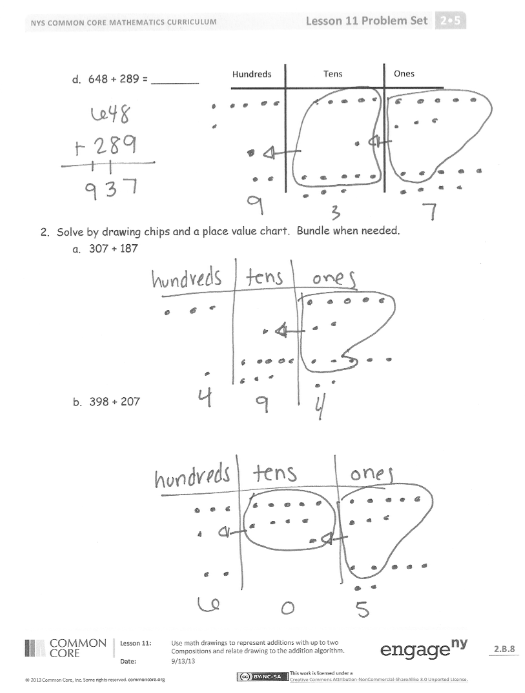 NYS COMMON CORE MATHEMATICS CURRICULUM Lesson 11 Problem Set 2•5
Hundreds Tens Ones
d. 648 + 289 = ________
648
+ 289
937
9 3 7
2. Solve by drawing chips and a place value chart. Bundle when needed.
a. 307 + 187
hundreds tens ones
4 9 4
b. 398 + 207
hundreds tens ones
6 0 5
COMMON CORE
Lesson 11:
Date:
Use math drawings to represent additions with up to two
Compositions and relate drawing to the addition algorithm.
9/13/13
engage ny
2.B.8
© 2013 Common Core, Inc. Some rights reserved. commoncore.org
CC BY-NC-SA
This work is licensed under a
Creative Commons Attribution-NonCommercial-ShareAlike 3.0 Unported License.